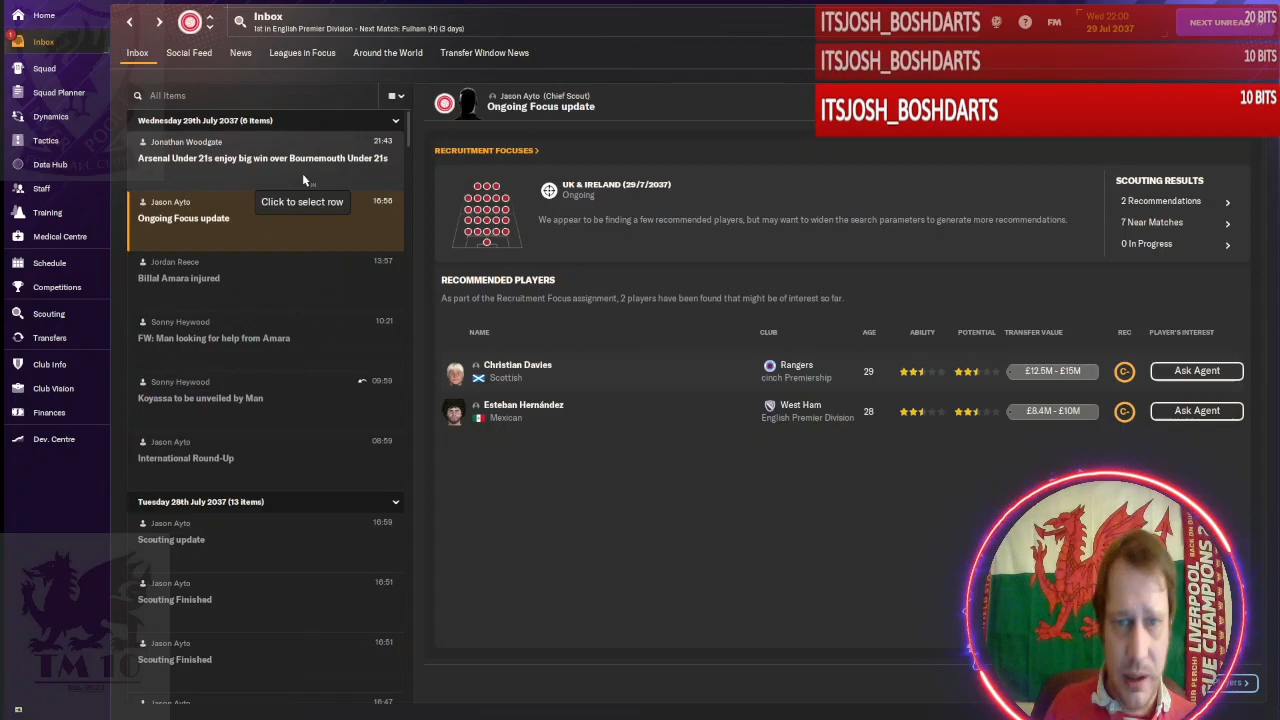 Home
Inbox
1
Squad
Squad Planner
Dynamics
Tactics
Data Hub
Staff
Training
Medical Centre
Schedule
Competitions
Scouting
Transfers
Club Info
Club Vision
Finances
Dev. Centre
TM 10
Inbox
1st in English Premier Division - Next Match: Fulham (H) (3 days)
FM
Wed 22:00
29 Jul 2037
NEXT UNREAD
ITSJOSH_BOSHDARTS
20 BITS
ITSJOSH_BOSHDARTS
10 BITS
ITSJOSH_BOSHDARTS
10 BITS
Inbox Social Feed News Leagues in Focus Around the World Transfer Window News
All Items
Wednesday 29th July 2037 (6 Items)
Jonathan Woodgate 21:43
Arsenal Under 21s enjoy big win over Bournemouth Under 21s
Click to select row
Jason Ayto 16:56
Ongoing Focus update
Jordan Reece 13:57
Billal Amara injured
Sonny Heywood 10:21
FW: Man looking for help from Amara
Sonny Heywood 09:59
Koyassa to be unveiled by Man
Jason Ayto 08:59
International Round-Up
Tuesday 28th July 2037 (13 items)
Jason Ayto 16:59
Scouting update
Jason Ayto 16:51
Scouting Finished
Jason Ayto 16:51
Scouting Finished
Jason Ayto 16:47
Jason Ayto (Chief Scout)
Ongoing Focus update
RECRUITMENT FOCUSES >
UK & IRELAND (29/7/2037)
Ongoing
We appear to be finding a few recommended players, but may want to widen the search parameters to generate more recommendations.
SCOUTING RESULTS
2 Recommendations
7 Near Matches
0 In Progress
RECOMMENDED PLAYERS
As part of the Recruitment Focus assignment, 2 players have been found that might be of interest so far.
NAME CLUB AGE ABILITY POTENTIAL TRANSFER VALUE REC PLAYER'S INTEREST
Christian Davies
Scottish
Rangers
cinch Premiership
29 £12.5M - £15M C- Ask Agent
Esteban Hernández
Mexican
West Ham
English Premier Division
28 £8.4M - £10M C- Ask Agent
LIVERPOOL